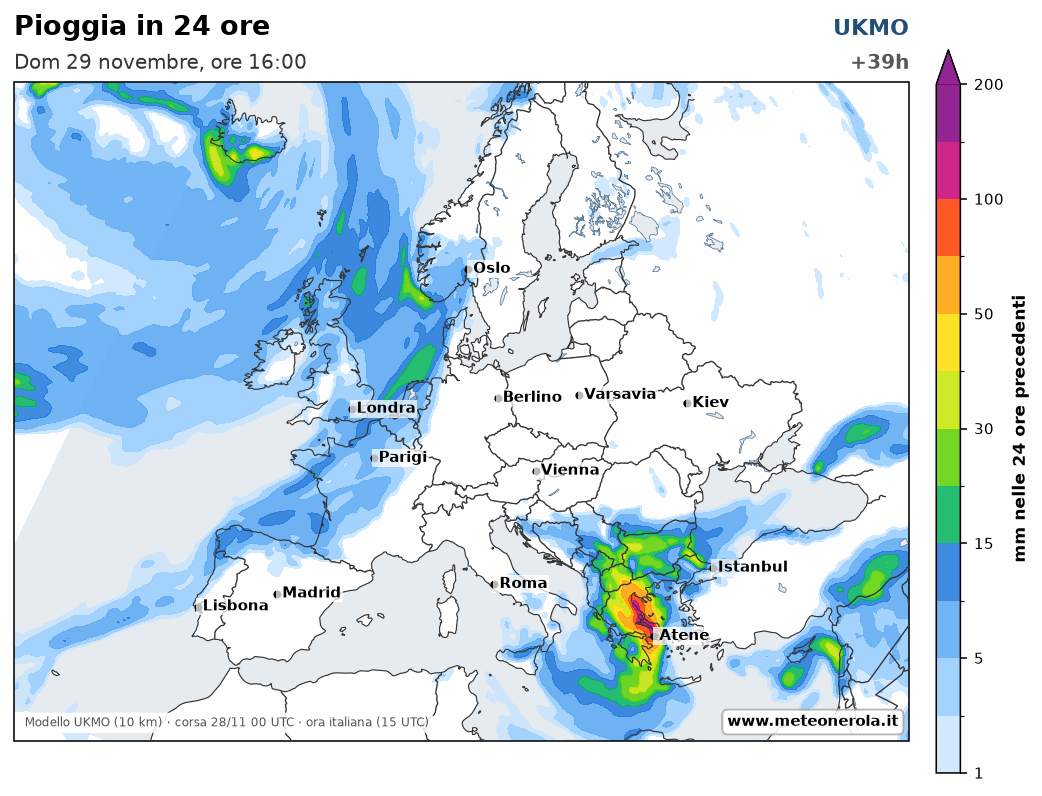 Pioggia in 24 ore
UKMO
Dom 29 novembre, ore 16:00
+39h
200
100
50
30
15
5
1
mm nelle 24 ore precedenti
Oslo
Berlino
Varsavia
Kiev
Londra
Parigi
Vienna
Istanbul
Roma
Madrid
Lisbona
Atene
Modello UKMO (10 km) · corsa 28/11 00 UTC · ora italiana (15 UTC)
www.meteonerola.it